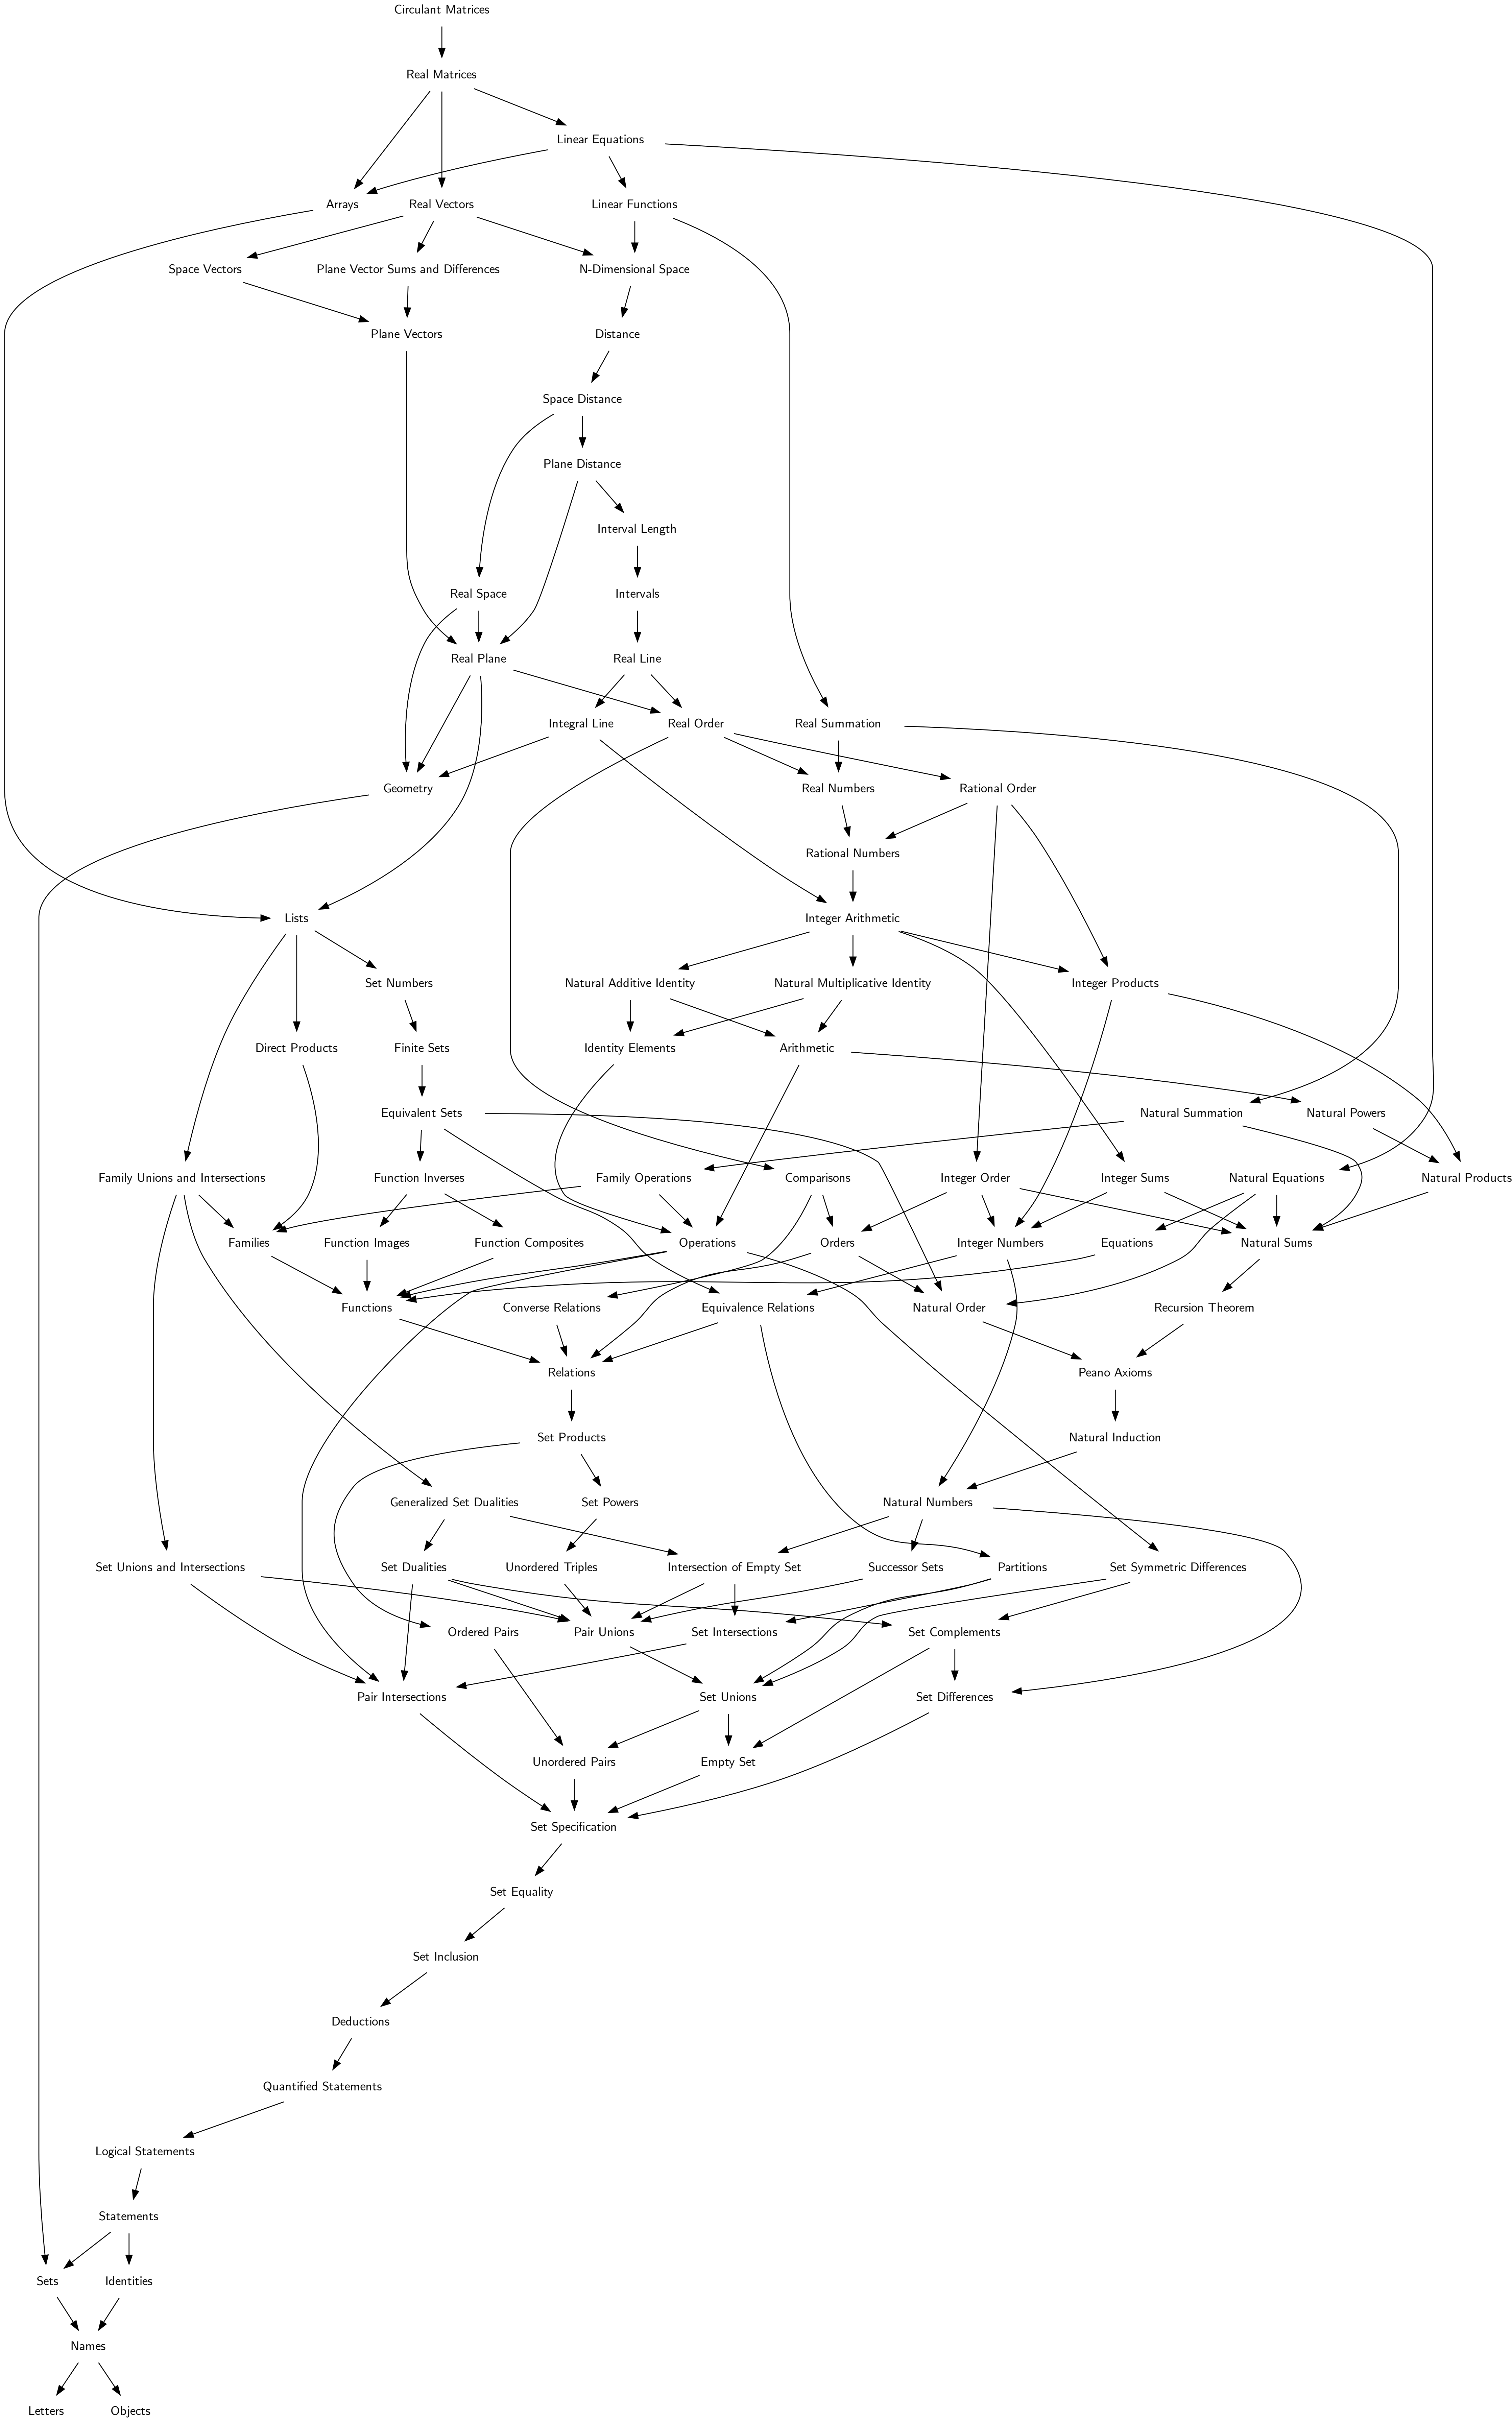 Circulant Matrices
Real Matrices
Linear Equations
Arrays
Real Vectors
Linear Functions
Space Vectors
Plane Vector Sums and Differences
N-Dimensional Space
Plane Vectors
Distance
Space Distance
Plane Distance
Interval Length
Real Space
Intervals
Real Plane
Real Line
Integral Line
Real Order
Real Summation
Geometry
Real Numbers
Rational Order
Rational Numbers
Lists
Integer Arithmetic
Set Numbers
Natural Additive Identity
Natural Multiplicative Identity
Integer Products
Direct Products
Finite Sets
Identity Elements
Arithmetic
Equivalent Sets
Natural Summation
Natural Powers
Family Unions and Intersections
Function Inverses
Family Operations
Comparisons
Integer Order
Integer Sums
Natural Equations
Natural Products
Families
Function Images
Function Composites
Operations
Orders
Integer Numbers
Equations
Natural Sums
Functions
Converse Relations
Equivalence Relations
Natural Order
Recursion Theorem
Relations
Peano Axioms
Set Products
Natural Induction
Generalized Set Dualities
Set Powers
Natural Numbers
Set Unions and Intersections
Set Dualities
Unordered Triples
Intersection of Empty Set
Successor Sets
Partitions
Set Symmetric Differences
Ordered Pairs
Pair Unions
Set Intersections
Set Complements
Pair Intersections
Set Unions
Set Differences
Unordered Pairs
Empty Set
Set Specification
Set Equality
Set Inclusion
Deductions
Quantified Statements
Logical Statements
Statements
Sets
Identities
Names
Letters
Objects